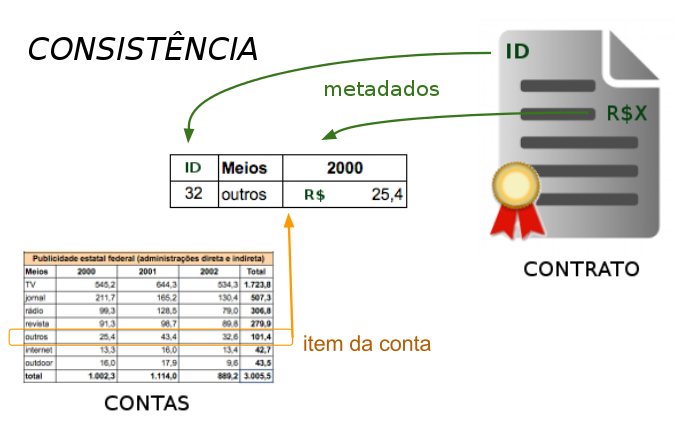 CONSISTÊNCIA
ID
metadados
R$X
ID Meios 2000
32 outros R$ 25,4
CONTRATO
Publicidade estatal federal (administrações direta e indireta)
Meios 2000 2001 2002 Total
TV 545,2 644,3 534,3 1.723,8
jornal 211,7 165,2 130,4 507,3
rádio 99,3 128,5 79,0 306,8
revista 91,3 98,7 89,8 279,9
outros 25,4 43,4 32,6 101,4
item da conta
internet 13,3 16,0 13,4 42,7
outdoor 16,0 17,9 9,6 43,5
total 1.002,3 1.114,0 889,2 3.005,5
CONTAS